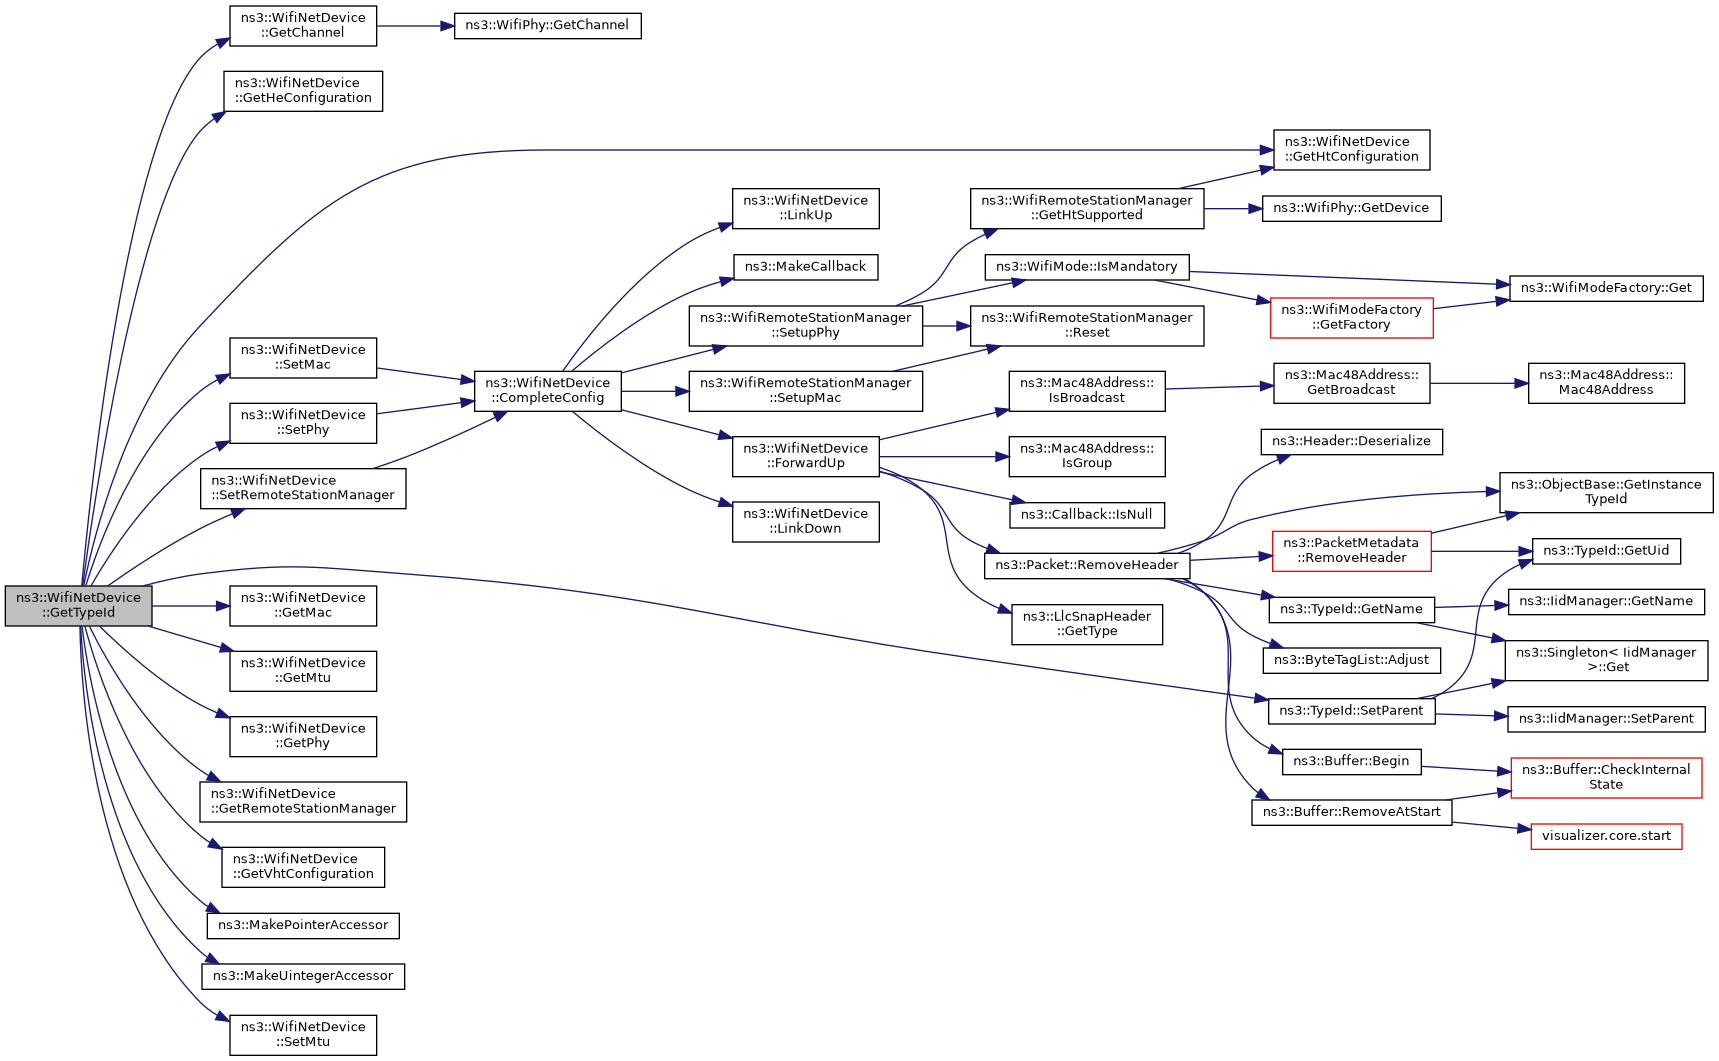 ns3::WifiNetDevice
::GetTypeId
ns3::WifiNetDevice
::GetChannel
ns3::WifiPhy::GetChannel
ns3::WifiNetDevice
::GetHeConfiguration
ns3::WifiNetDevice
::GetHtConfiguration
ns3::WifiNetDevice
::SetMac
ns3::WifiNetDevice
::SetPhy
ns3::WifiNetDevice
::SetRemoteStationManager
ns3::WifiNetDevice
::GetMac
ns3::WifiNetDevice
::GetMtu
ns3::WifiNetDevice
::GetPhy
ns3::WifiNetDevice
::GetRemoteStationManager
ns3::WifiNetDevice
::GetVhtConfiguration
ns3::MakePointerAccessor
ns3::MakeUintegerAccessor
ns3::WifiNetDevice
::SetMtu
ns3::WifiNetDevice
::CompleteConfig
ns3::WifiNetDevice
::LinkUp
ns3::MakeCallback
ns3::WifiRemoteStationManager
::SetupPhy
ns3::WifiRemoteStationManager
::SetupMac
ns3::WifiNetDevice
::ForwardUp
ns3::WifiNetDevice
::LinkDown
ns3::WifiRemoteStationManager
::GetHtSupported
ns3::WifiMode::IsMandatory
ns3::WifiRemoteStationManager
::Reset
ns3::Mac48Address::
IsBroadcast
ns3::Mac48Address::
IsGroup
ns3::Callback::IsNull
ns3::Packet::RemoveHeader
ns3::LlcSnapHeader
::GetType
ns3::WifiPhy::GetDevice
ns3::WifiModeFactory
::GetFactory
ns3::WifiModeFactory::Get
ns3::Mac48Address::
GetBroadcast
ns3::Mac48Address::
Mac48Address
ns3::Header::Deserialize
ns3::ObjectBase::GetInstance
TypeId
ns3::PacketMetadata
::RemoveHeader
ns3::TypeId::GetUid
ns3::TypeId::GetName
ns3::IidManager::GetName
ns3::ByteTagList::Adjust
ns3::Singleton< IidManager
>::Get
ns3::TypeId::SetParent
ns3::IidManager::SetParent
ns3::Buffer::Begin
ns3::Buffer::CheckInternal
State
ns3::Buffer::RemoveAtStart
visualizer.core.start